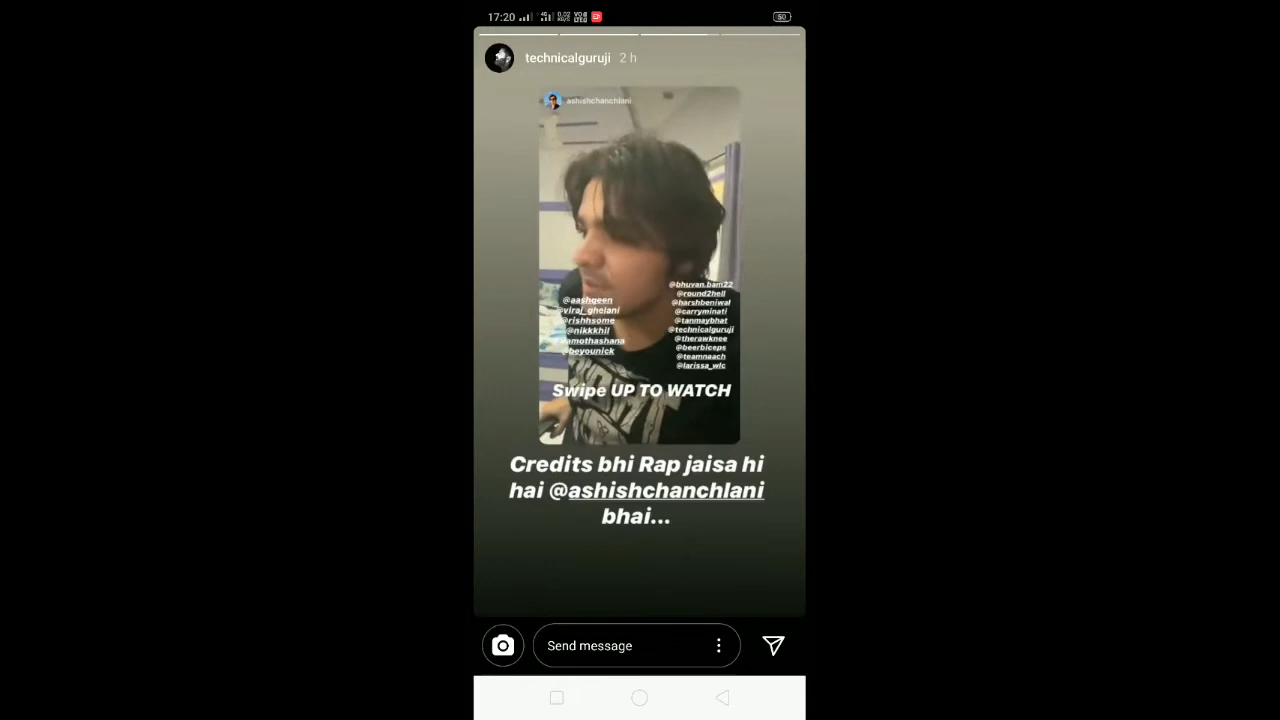 17:20
technicalguruji 2 h
ashishchanchlani
@aashqeen
@viraj_ghelani
@rishhsome
@nikkkhil
@beyounick
@bhuvan.bam22
@round2hell
@harshbeniwal
@carryminati
@tanmaybhat
@technicalguruji
@therawknee
@beerbiceps
@teamnaach
@larissa_wlc
Swipe UP TO WATCH
Credits bhi Rap jaisa hi
hai @ashishchanchlani
bhai...
Send message